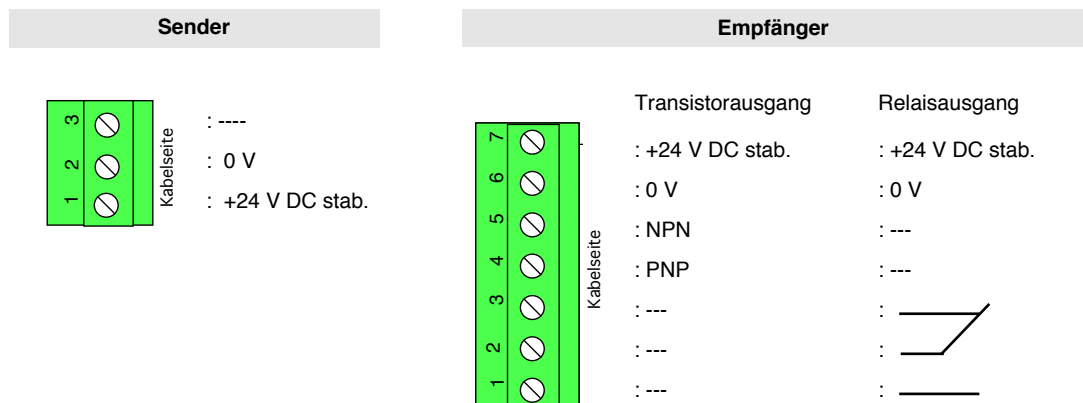 Sender
3
2
1
Kabelseite
: ----
: 0 V
: +24 V DC stab.
Empfänger
Transistorausgang Relaisausgang
7
6
5
4
3
2
1
Kabelseite
: +24 V DC stab. : +24 V DC stab.
: 0 V : 0 V
: NPN : ---
: PNP : ---
: --- :
: --- :
: --- :